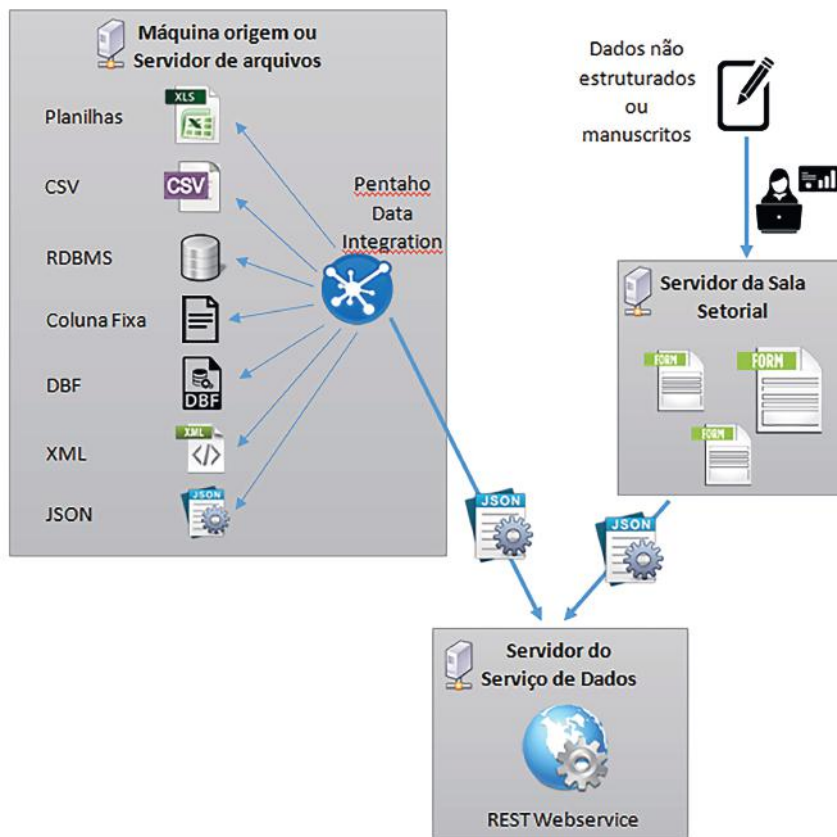 Máquina origem ou
Servidor de arquivos
Planilhas
XLS
CSV
CSV
RDBMS
Coluna Fixa
DBF
DBF
XML
XML
JSON
JSON
Pentaho
Data
Integration
Dados não
estruturados
ou
manuscritos
Servidor da Sala
Setorial
FORM
FORM
FORM
JSON
JSON
Servidor do
Serviço de Dados
REST Webservice